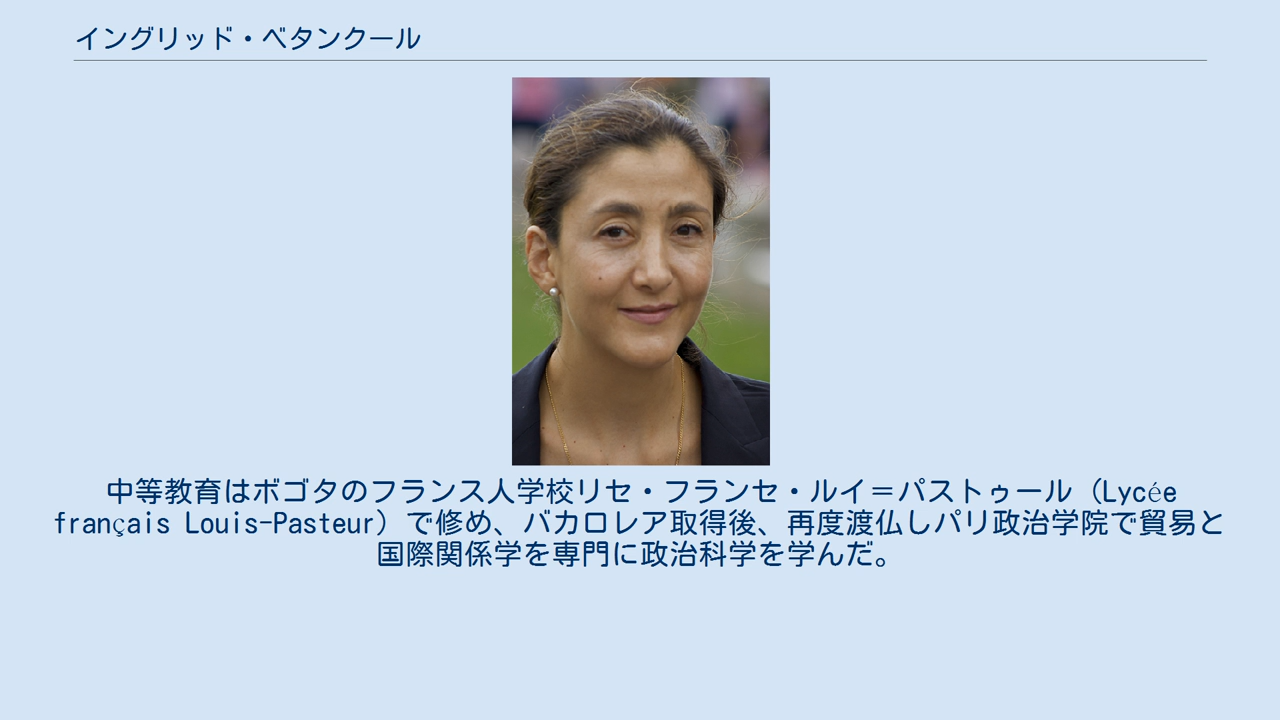 イングリッド・ベタンクール
中等教育はボゴタのフランス人学校リセ・フランセ・ルイ＝パストゥール（Lycée
français Louis-Pasteur）で修め、バカロレア取得後、再度渡仏しパリ政治学院で貿易と
国際関係学を専門に政治科学を学んだ。